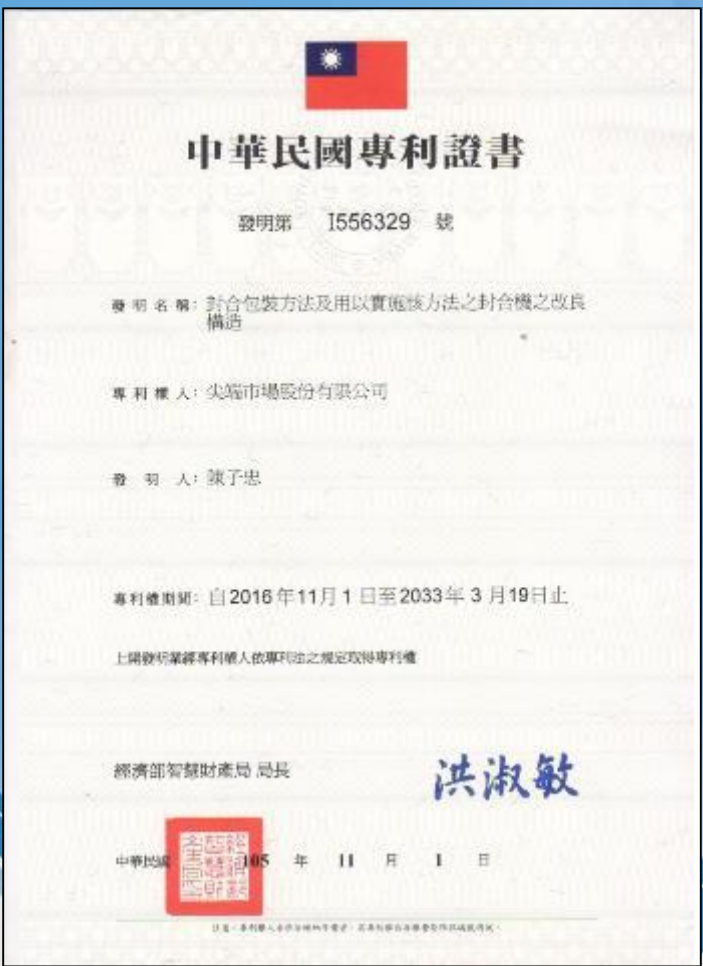 中華民國專利證書
發明第 I556329 號
發明名稱：封合包裝方法及用以實施該方法之封合機之改良
構造
專利權人：尖端市場股份有限公司
發明人：陳子忠
專利權期間：自2016年11月1日至2033年3月19日止
上開發明業經專利權人依專利法之規定取得專利權
經濟部智慧財產局 局長
洪淑敏
中華民國 105 年 11 月 1 日